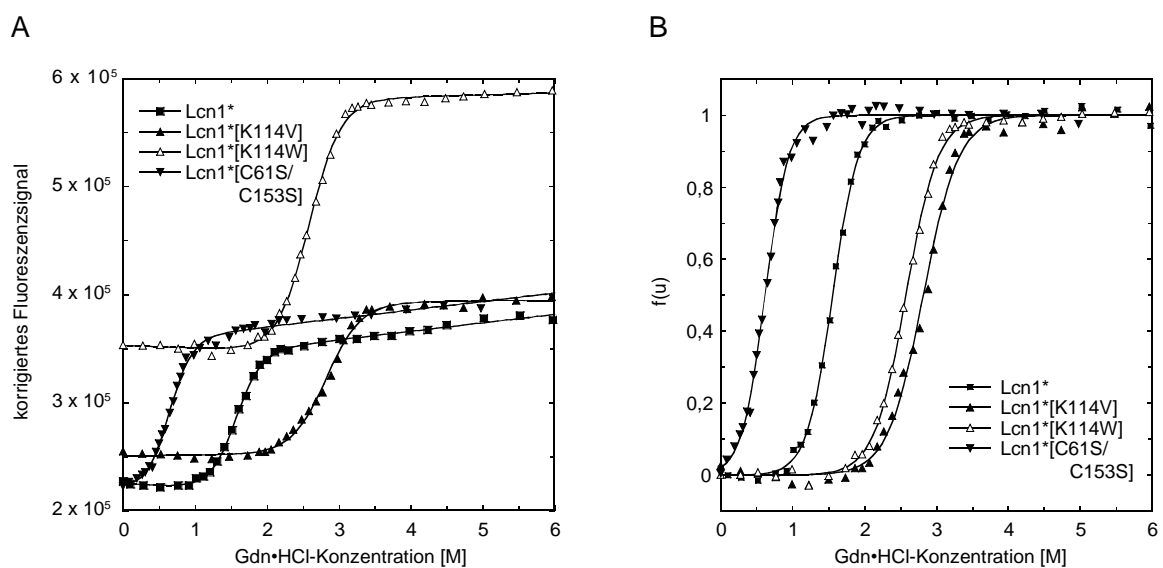 A
6 x 10⁵
5 x 10⁵
4 x 10⁵
3 x 10⁵
2 x 10⁵
korrigiertes Fluoreszenzsignal
Lcn1*
Lcn1*[K114V]
Lcn1*[K114W]
Lcn1*[C61S/
C153S]
0 1 2 3 4 5 6
Gdn•HCl-Konzentration [M]
B
1
0,8
0,6
0,4
0,2
0
f(u)
Lcn1*
Lcn1*[K114V]
Lcn1*[K114W]
Lcn1*[C61S/
C153S]
0 1 2 3 4 5 6
Gdn•HCl-Konzentration [M]